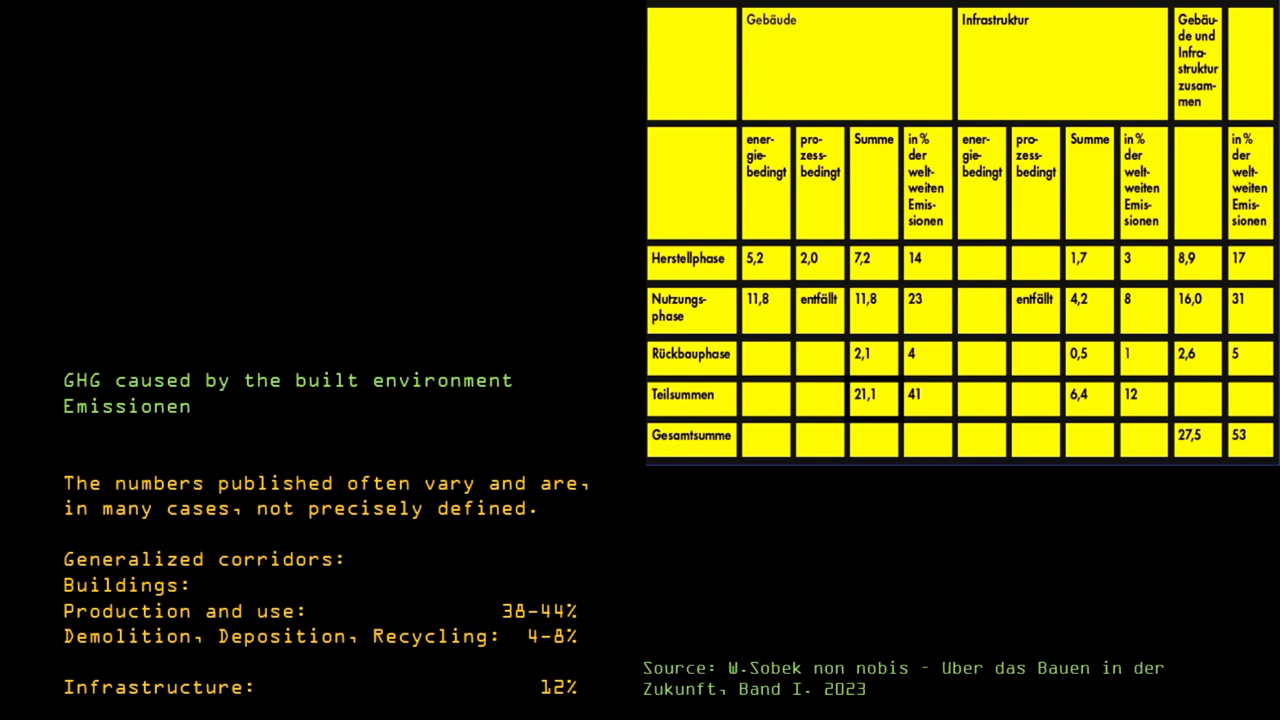 GHG caused by the built environment
Emissionen
The numbers published often vary and are,
in many cases, not precisely defined.
Generalized corridors:
Buildings:
Production and use: 38-44%
Demolition, Deposition, Recycling: 4-8%
Infrastructure: 12%
Gebäude
Infrastruktur
Gebäu-
de und
Infra-
struktur
zusam-
men
ener-
gie-
bedingt
pro-
zess-
bedingt
Summe
in %
der
welt-
weiten
Emis-
sionen
ener-
gie-
bedingt
pro-
zess-
bedingt
Summe
in %
der
welt-
weiten
Emis-
sionen
in %
der
welt-
weiten
Emis-
sionen
Herstellphase 5,2 2,0 7,2 14 1,7 3 8,9 17
Nutzungs-
phase
11,8 entfällt 11,8 23 entfällt 4,2 8 16,0 31
Rückbauphase 2,1 4 0,5 1 2,6 5
Teilsummen 21,1 41 6,4 12
Gesamtsumme 27,5 53
Source: W.Sobek non nobis - Uber das Bauen in der
Zukunft, Band I. 2023